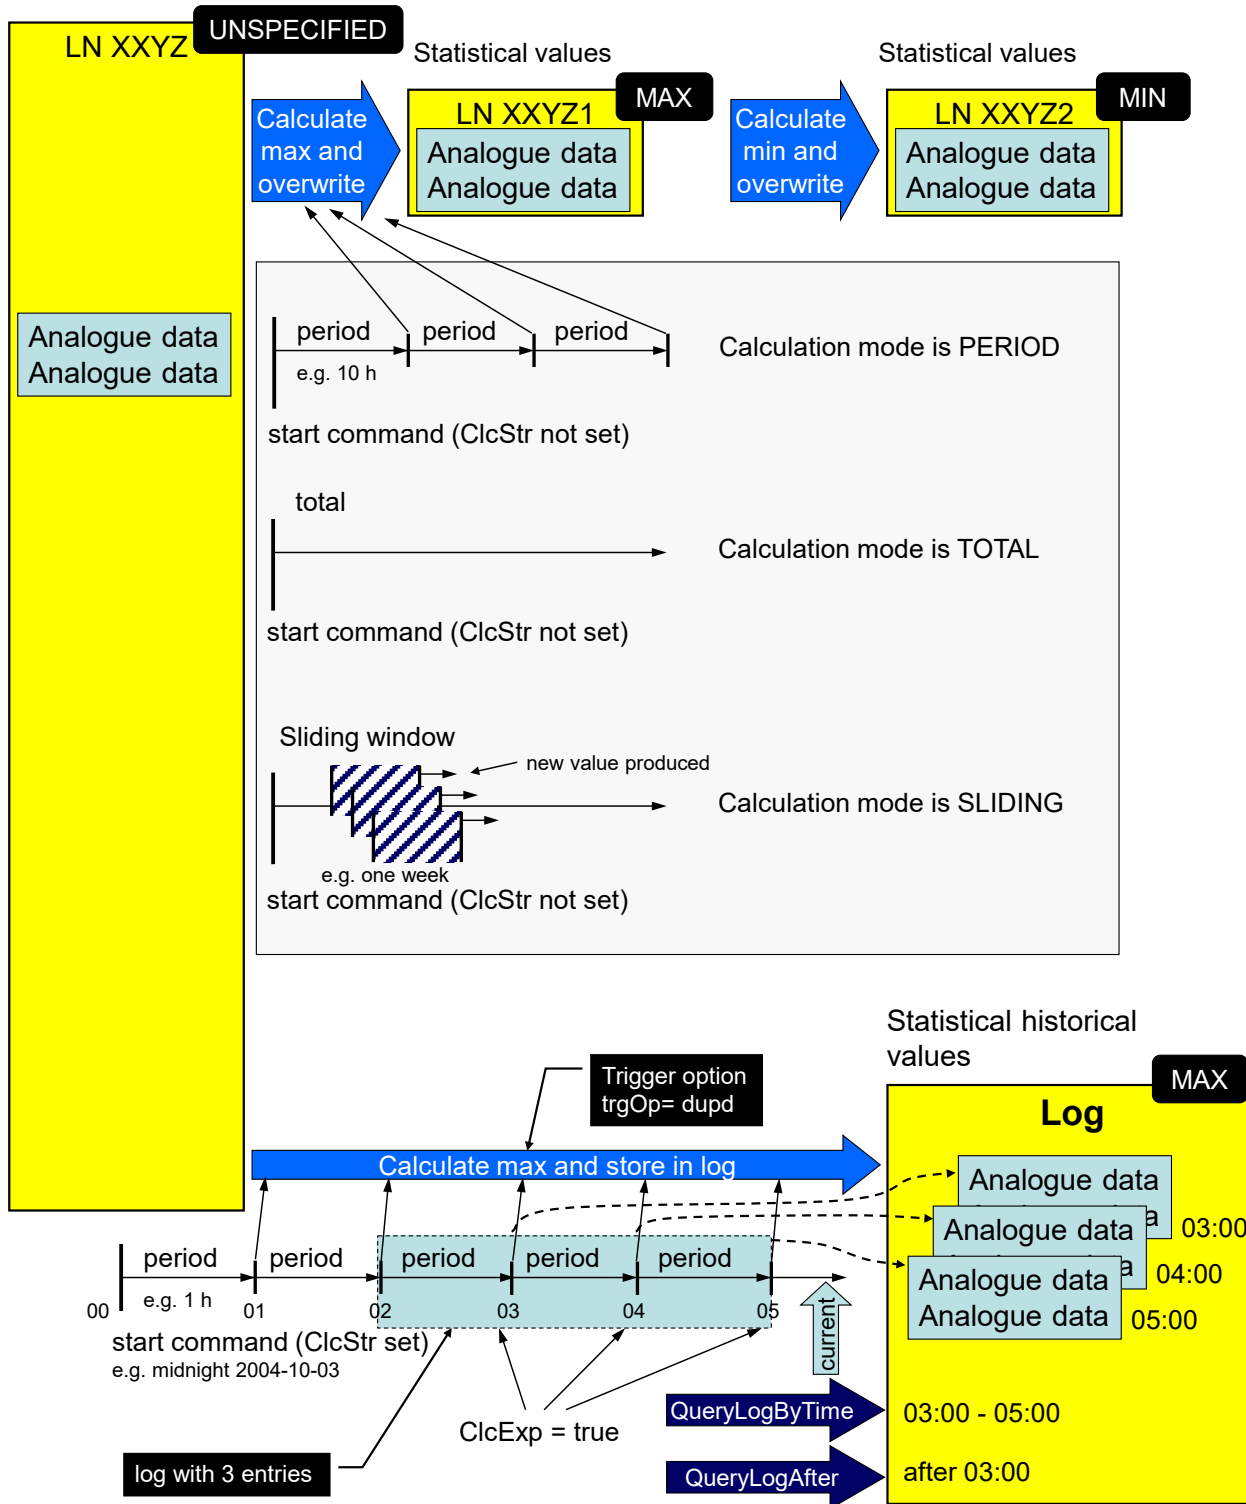 LN XXYZ
UNSPECIFIED
Statistical values
Statistical values
Calculate
max and
overwrite
LN XXYZ1
MAX
Analogue data
Analogue data
Calculate
min and
overwrite
LN XXYZ2
MIN
Analogue data
Analogue data
Analogue data
Analogue data
period
period
period
e.g. 10 h
Calculation mode is PERIOD
start command (ClcStr not set)
total
Calculation mode is TOTAL
start command (ClcStr not set)
Sliding window
new value produced
Calculation mode is SLIDING
e.g. one week
start command (ClcStr not set)
Statistical historical
values
Trigger option
trgOp= dupd
MAX
Log
Calculate max and store in log
Analogue data
Analogue data
03:00
Analogue data
Analogue data
04:00
Analogue data
Analogue data
05:00
period
period
period
period
period
e.g. 1 h
00
01
02
03
04
05
current
start command (ClcStr set)
e.g. midnight 2004-10-03
ClcExp = true
log with 3 entries
QueryLogByTime
03:00 - 05:00
QueryLogAfter
after 03:00